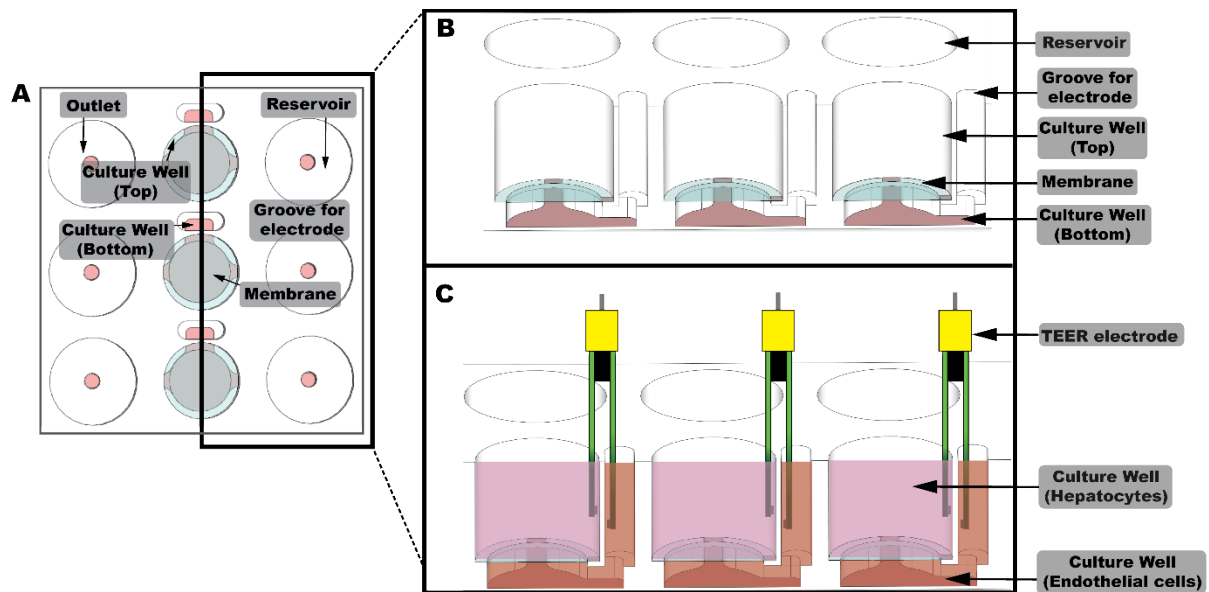 A
Outlet
Reservoir
Culture Well
(Top)
Culture Well
(Bottom)
Groove for
electrode
Membrane
B
Reservoir
Groove for
electrode
Culture Well
(Top)
Membrane
Culture Well
(Bottom)
C
TEER electrode
Culture Well
(Hepatocytes)
Culture Well
(Endothelial cells)